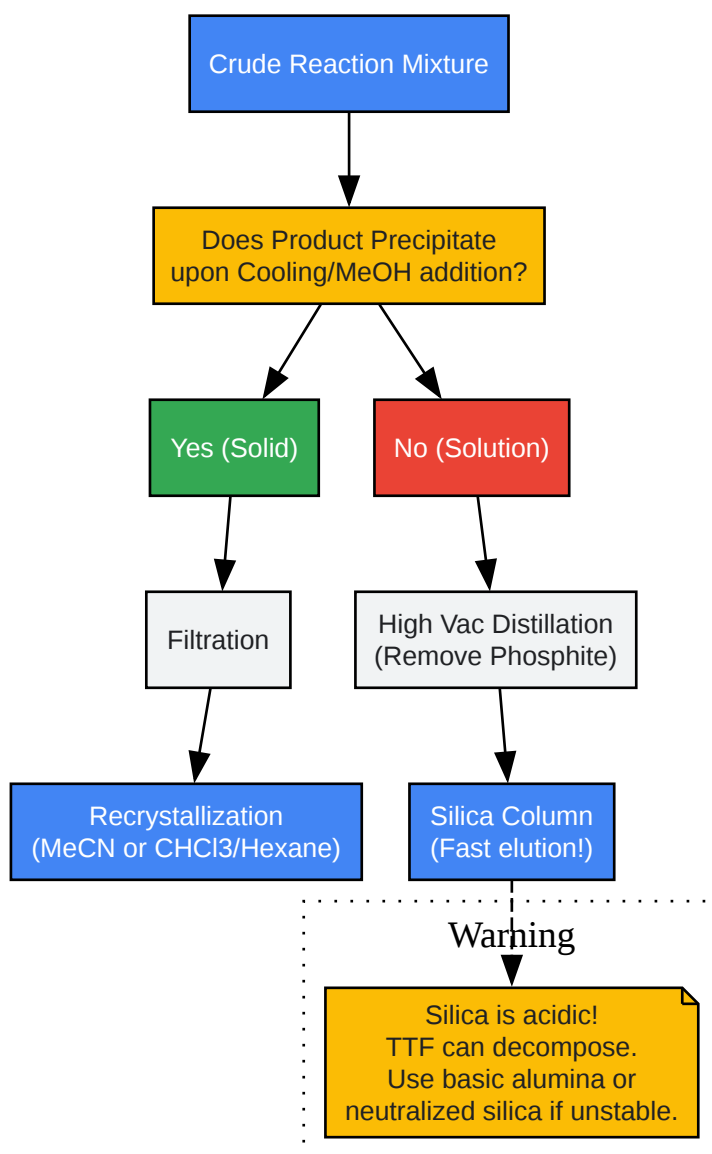 Crude Reaction Mixture
Does Product Precipitate
upon Cooling/MeOH addition?
Yes (Solid)
No (Solution)
Filtration
High Vac Distillation
(Remove Phosphite)
Recrystallization
(MeCN or CHCl3/Hexane)
Silica Column
(Fast elution!)
Warning
Silica is acidic!
TTF can decompose.
Use basic alumina or
neutralized silica if unstable.